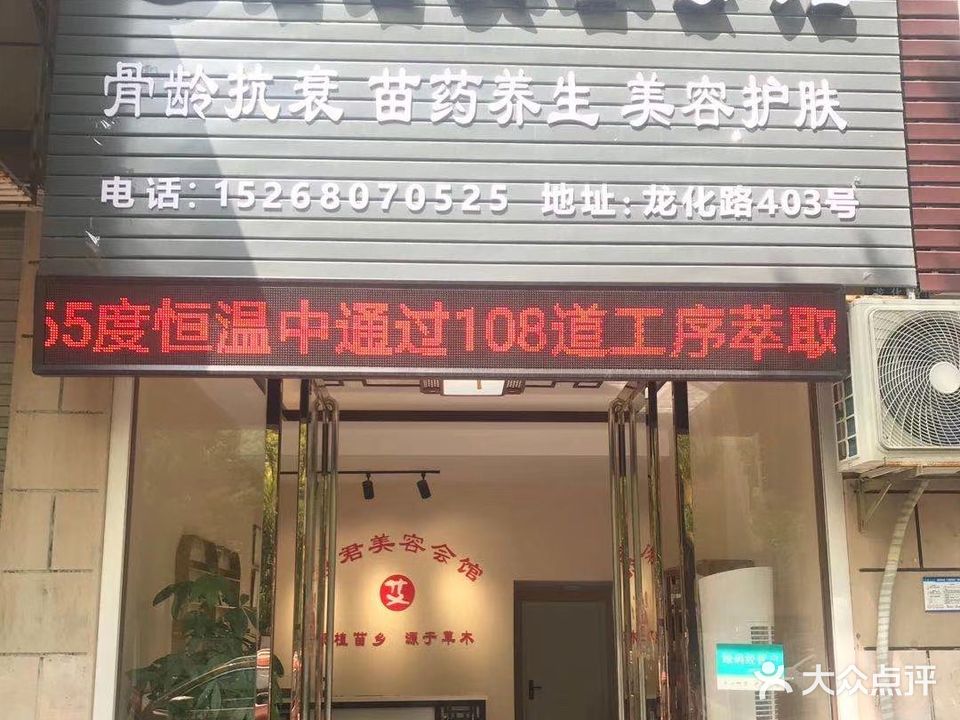 骨龄抗衰 苗药养生 美容护肤
电话：15268070525 地址：龙化路403号
65度恒温中通过108道工序萃取
君美容会馆
艾
植苗乡 源于草木
大众点评